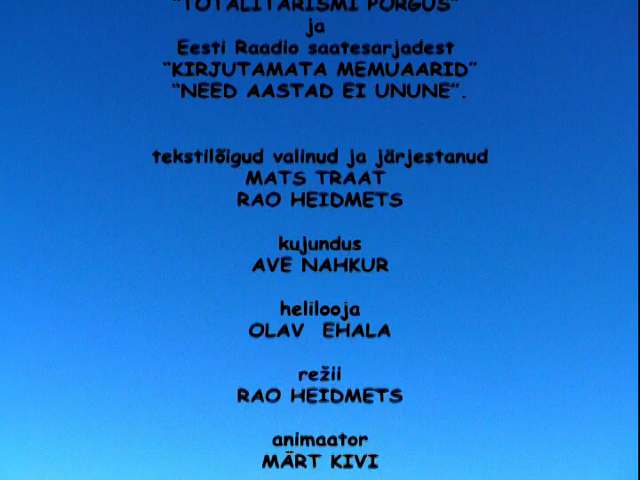 "TOTALITARISMI PÕRGUS"
ja
Eesti Raadio saatesarjadest
"KIRJUTAMATA MEMUAARID"
"NEED AASTAD EI UNUNE".
tekstilõigud valinud ja järjestanud
MATS TRAAT
RAO HEIDMETS
kujundus
AVE NAHKUR
helilooja
OLAV EHALA
režii
RAO HEIDMETS
animaator
MÄRT KIVI